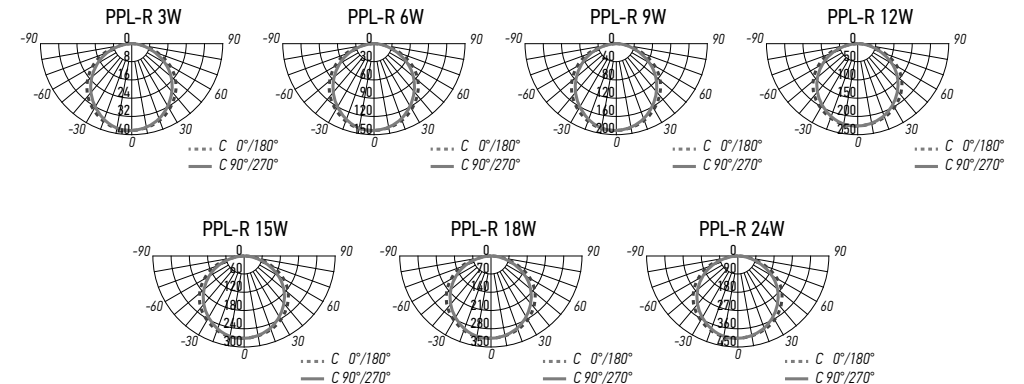 PPL-R 3W
-90 0 90
8
16
24
-60 60
32
-30 40 30
0
C 0°/180°
C 90°/270°
PPL-R 6W
-90 0 90
30
60
90
-60 60
120
-30 150 30
0
C 0°/180°
C 90°/270°
PPL-R 9W
-90 0 90
40
80
120
-60 60
160
-30 200 30
0
C 0°/180°
C 90°/270°
PPL-R 12W
-90 0 90
50
100
150
-60 60
200
-30 250 30
0
C 0°/180°
C 90°/270°
PPL-R 15W
-90 0 90
60
120
180
-60 60
240
-30 300 30
0
C 0°/180°
C 90°/270°
PPL-R 18W
-90 0 90
70
140
210
-60 60
280
-30 350 30
0
C 0°/180°
C 90°/270°
PPL-R 24W
-90 0 90
90
180
270
-60 60
360
-30 450 30
0
C 0°/180°
C 90°/270°